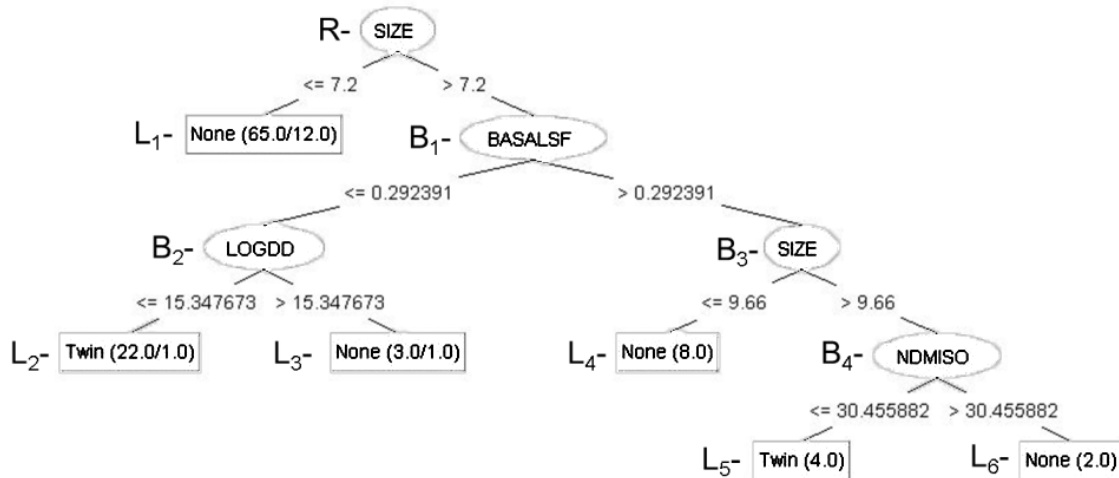 R- SIZE
<= 7.2 > 7.2
L₁- None (65.0/12.0) B₁- BASALSF
<= 0.292391 > 0.292391
B₂- LOGDD B₃- SIZE
<= 15.347673 > 15.347673 <= 9.66 > 9.66
L₂- Twin (22.0/1.0) L₃- None (3.0/1.0) L₄- None (8.0) B₄- NDMISO
<= 30.455882 > 30.455882
L₅- Twin (4.0) L₆- None (2.0)